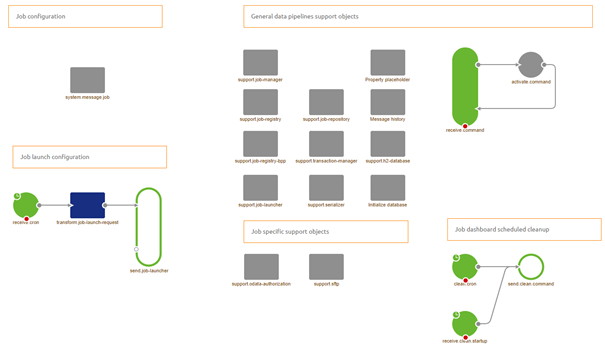 Job configuration
system.message.job
Job launch configuration
receive.cron
transform.job-launch-request
send.job-launcher
General data pipelines support objects
support.job-manager
Property placeholder
support.job-registry
support.job-repository
Message history
support.job-registry-bpp
support.transaction-manager
support.h2-database
support.job-launcher
support.serializer
Initialize database
Job specific support objects
support.odata-authorization
support.sftp
receive.command
activate.command
Job dashboard scheduled cleanup
clean.cron
send.clean.command
receive.clean.startup